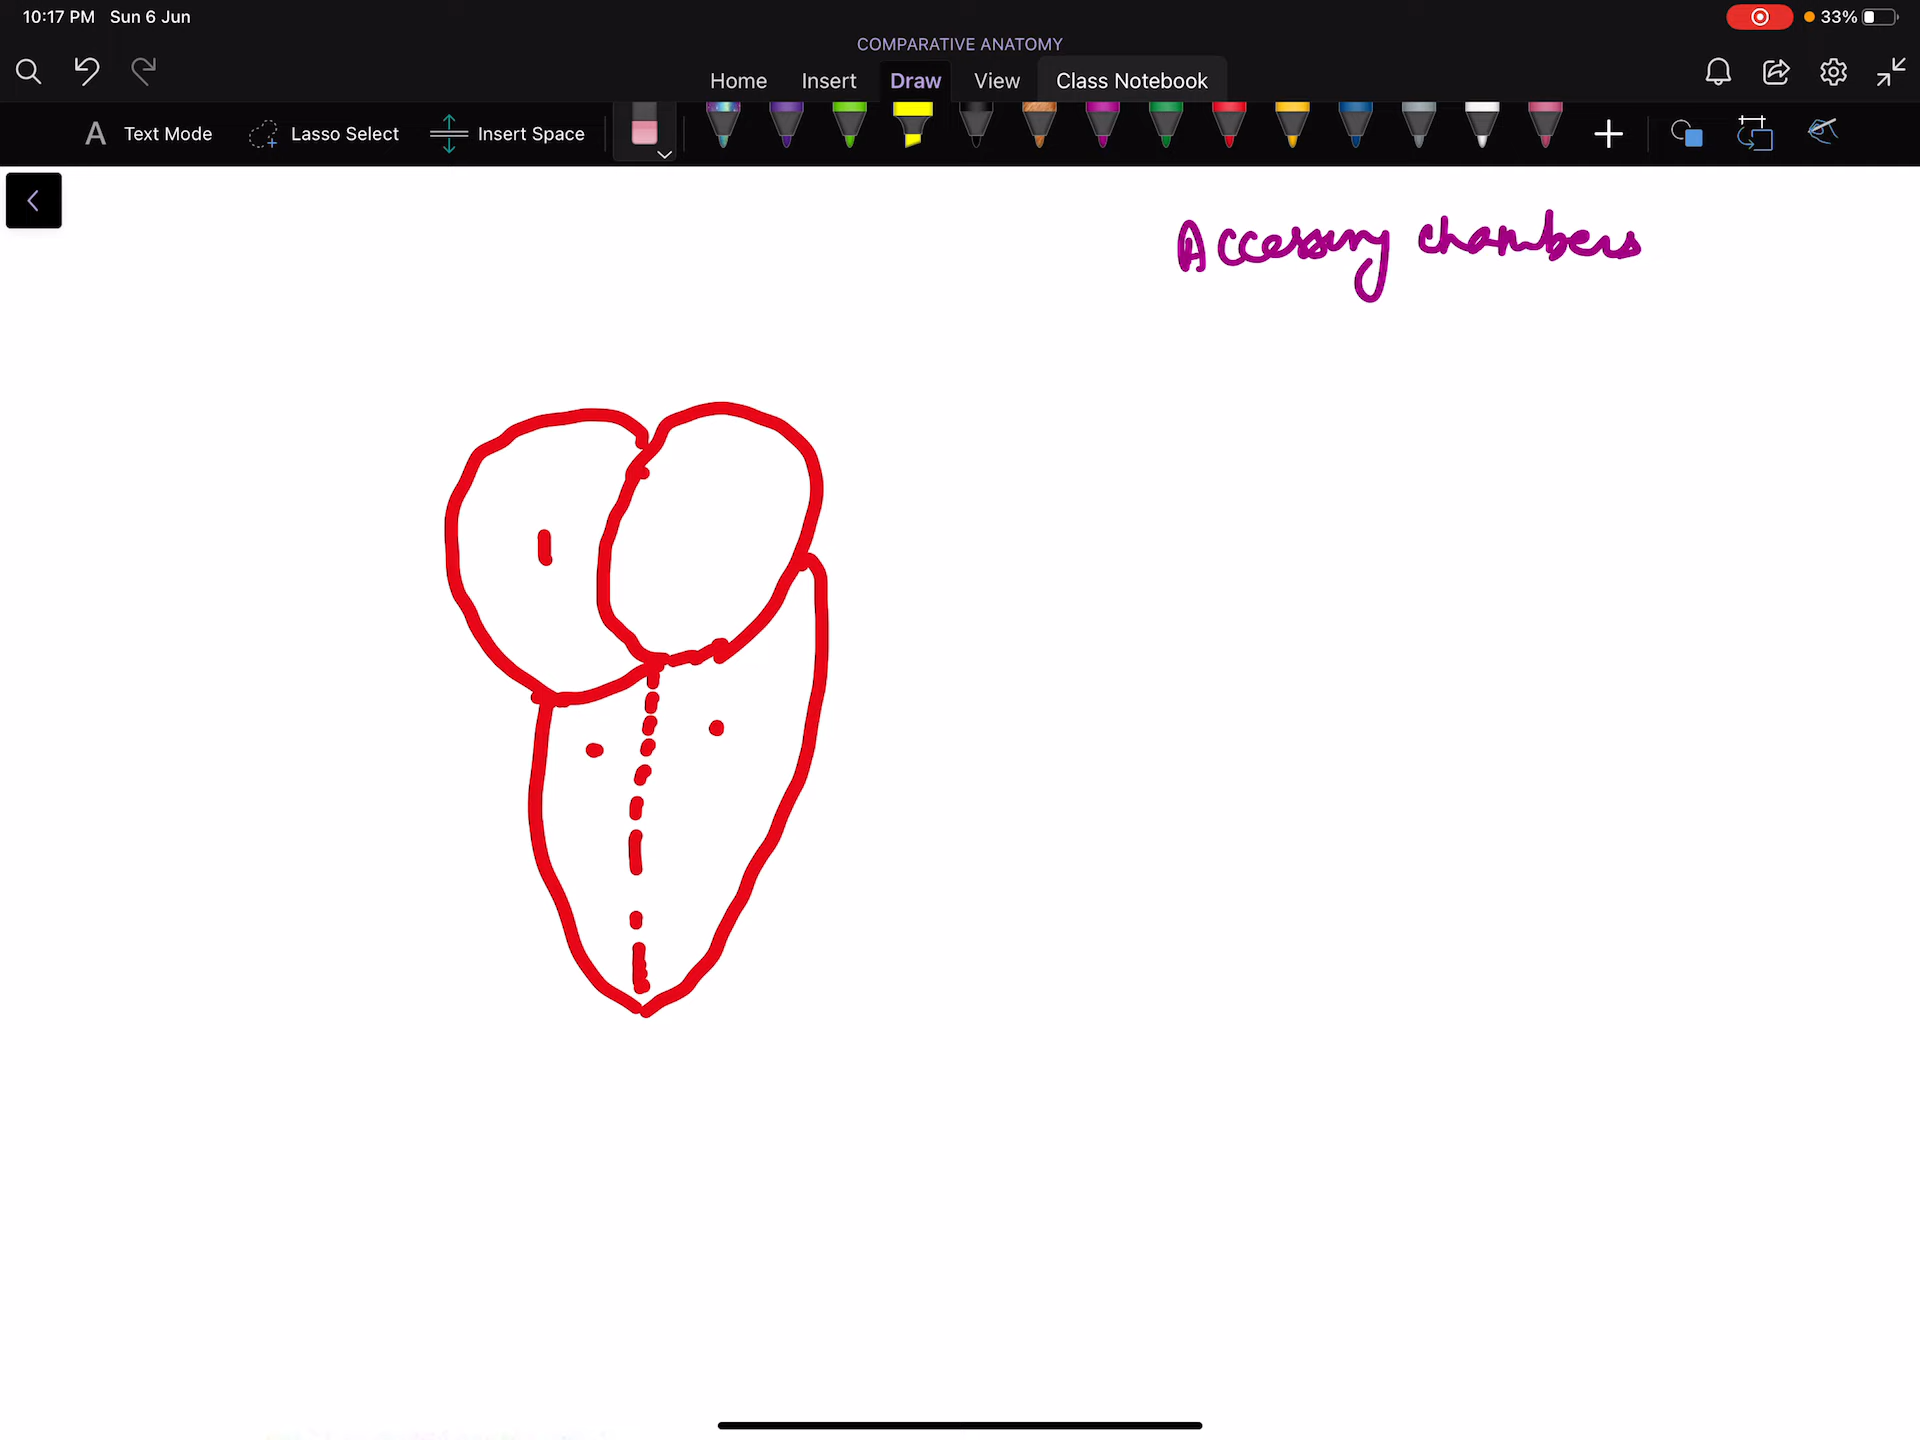 10:17 PM Sun 6 Jun
33%
COMPARATIVE ANATOMY
Home Insert Draw View Class Notebook
A Text Mode Lasso Select Insert Space
Accessory chambers